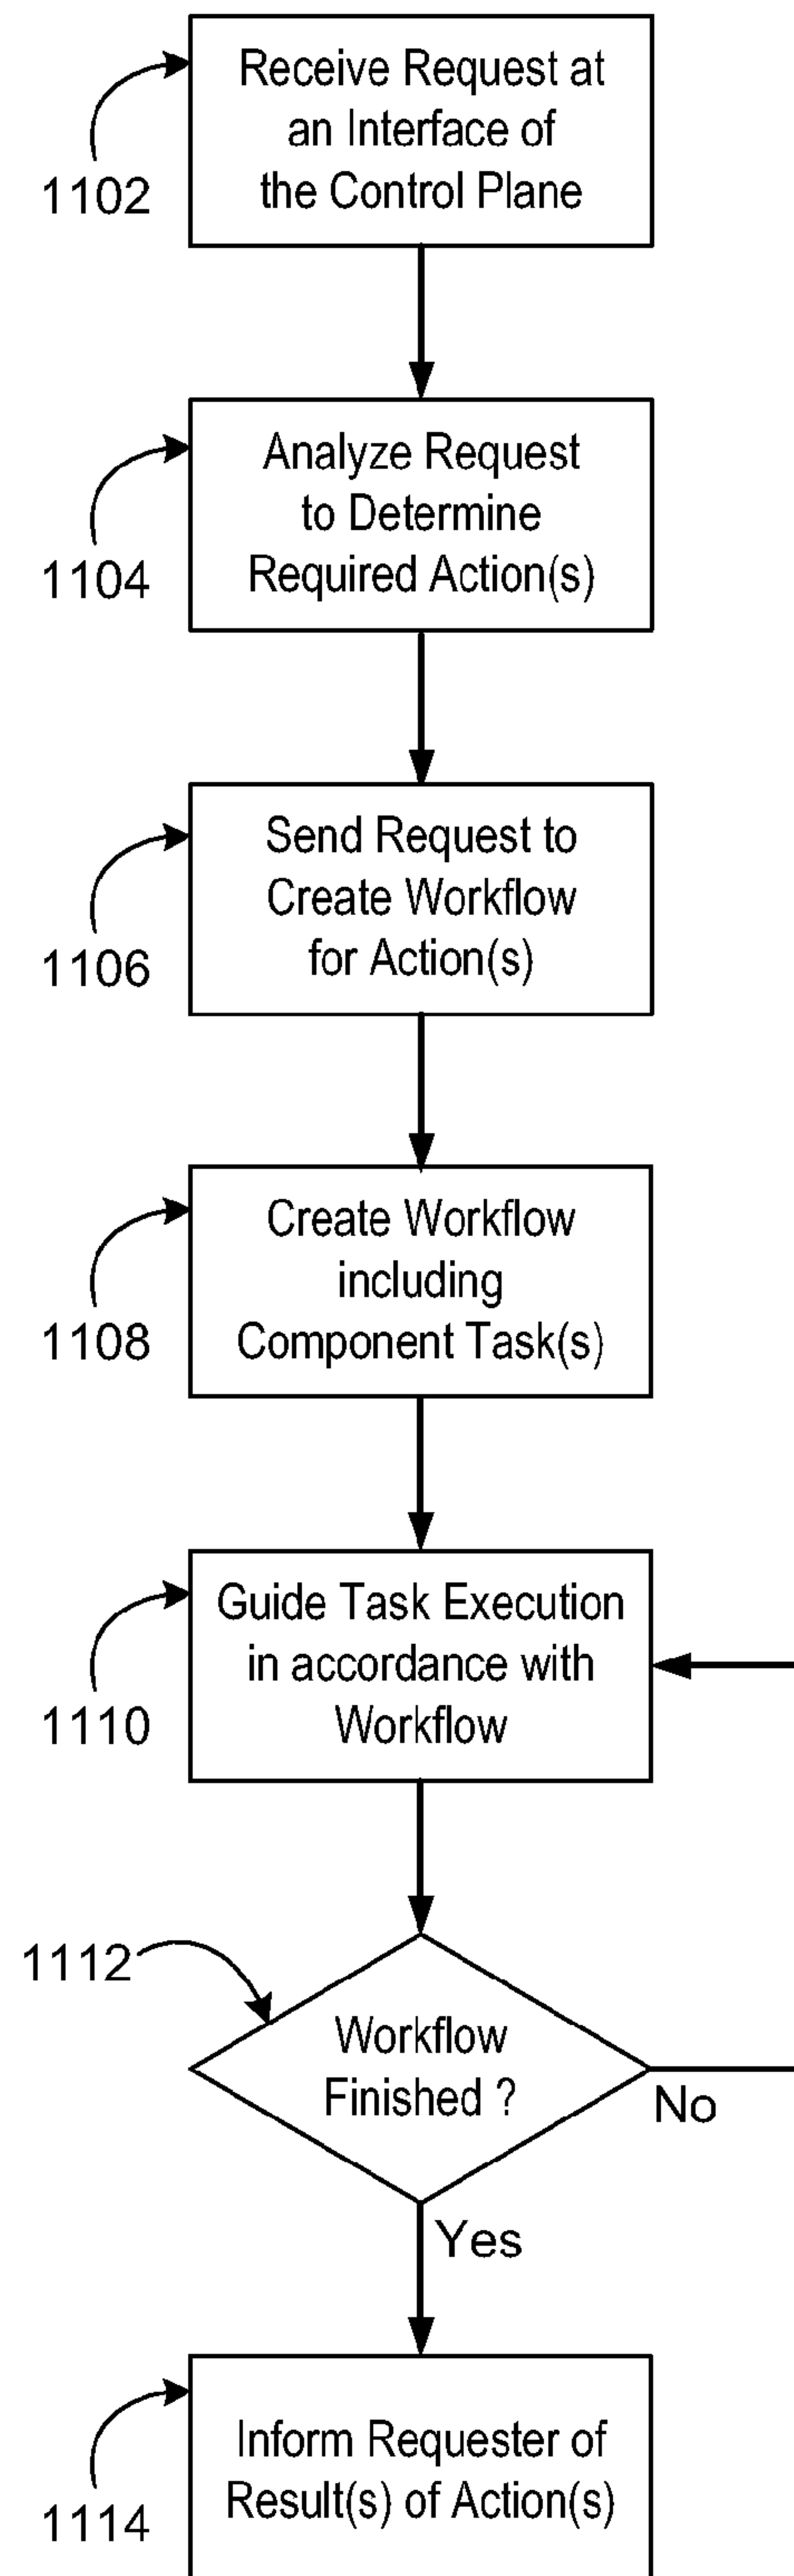 Receive Request at
an Interface of
the Control Plane
1102
Analyze Request
to Determine
Required Action(s)
1104
Send Request to
Create Workflow
for Action(s)
1106
Create Workflow
including
Component Task(s)
1108
Guide Task Execution
in accordance with
Workflow
1110
1112
Workflow
Finished ?
No
Yes
Inform Requester of
Result(s) of Action(s)
1114